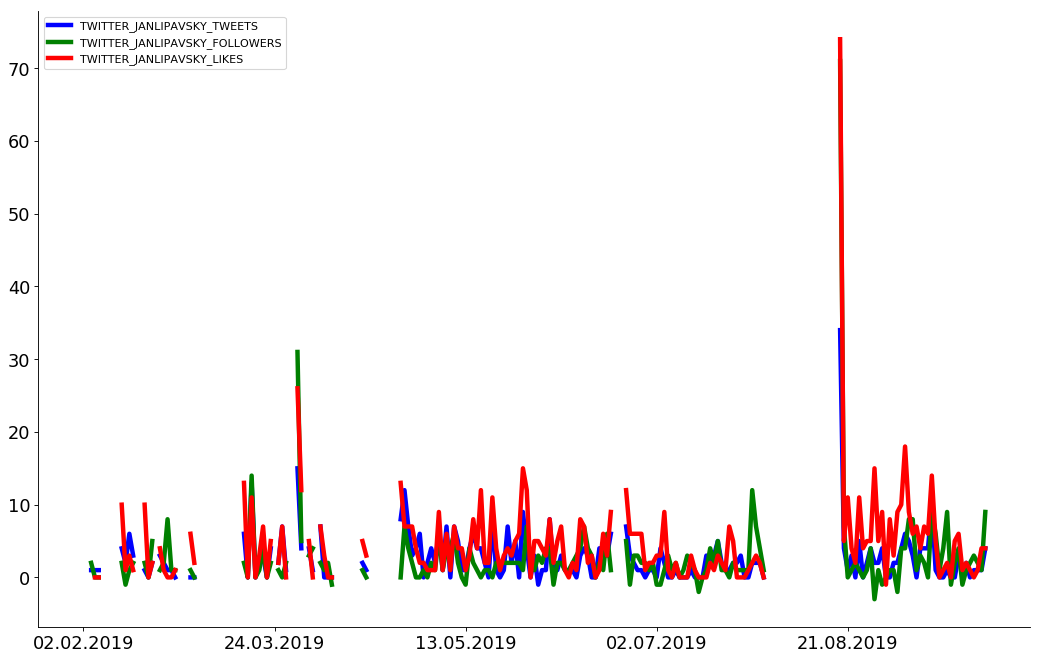 TWITTER_JANLIPAVSKY_TWEETS
TWITTER_JANLIPAVSKY_FOLLOWERS
TWITTER_JANLIPAVSKY_LIKES
70
60
50
40
30
20
10
0
02.02.2019 24.03.2019 13.05.2019 02.07.2019 21.08.2019